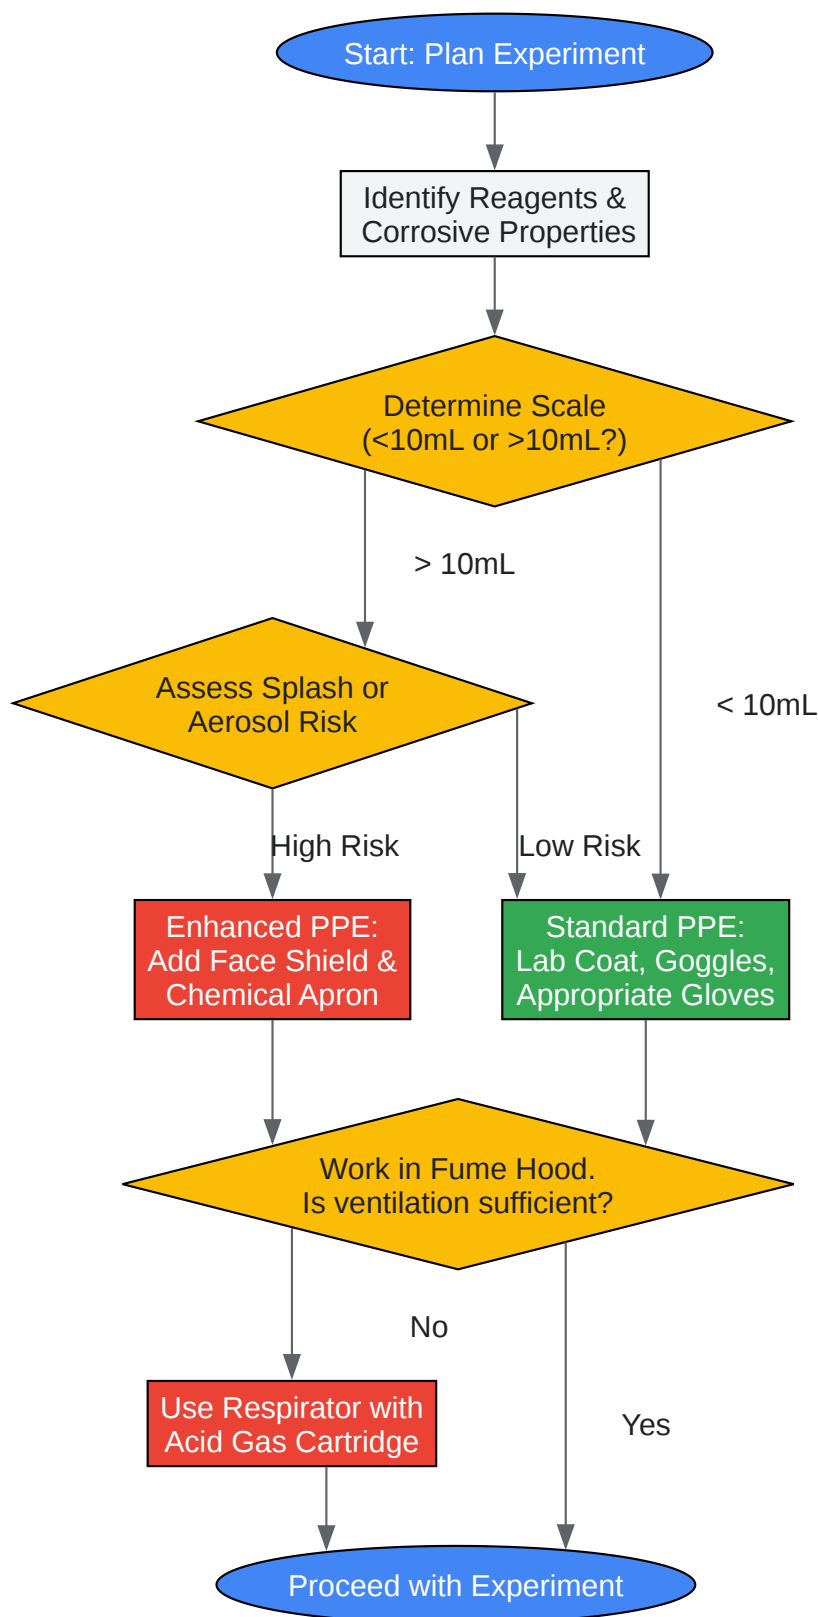 Start: Plan Experiment
Identify Reagents &
Corrosive Properties
Determine Scale
(<10mL or >10mL?)
> 10mL
Assess Splash or
Aerosol Risk
< 10mL
High Risk
Low Risk
Enhanced PPE:
Add Face Shield &
Chemical Apron
Standard PPE:
Lab Coat, Goggles,
Appropriate Gloves
Work in Fume Hood.
Is ventilation sufficient?
No
Use Respirator with
Acid Gas Cartridge
Yes
Proceed with Experiment